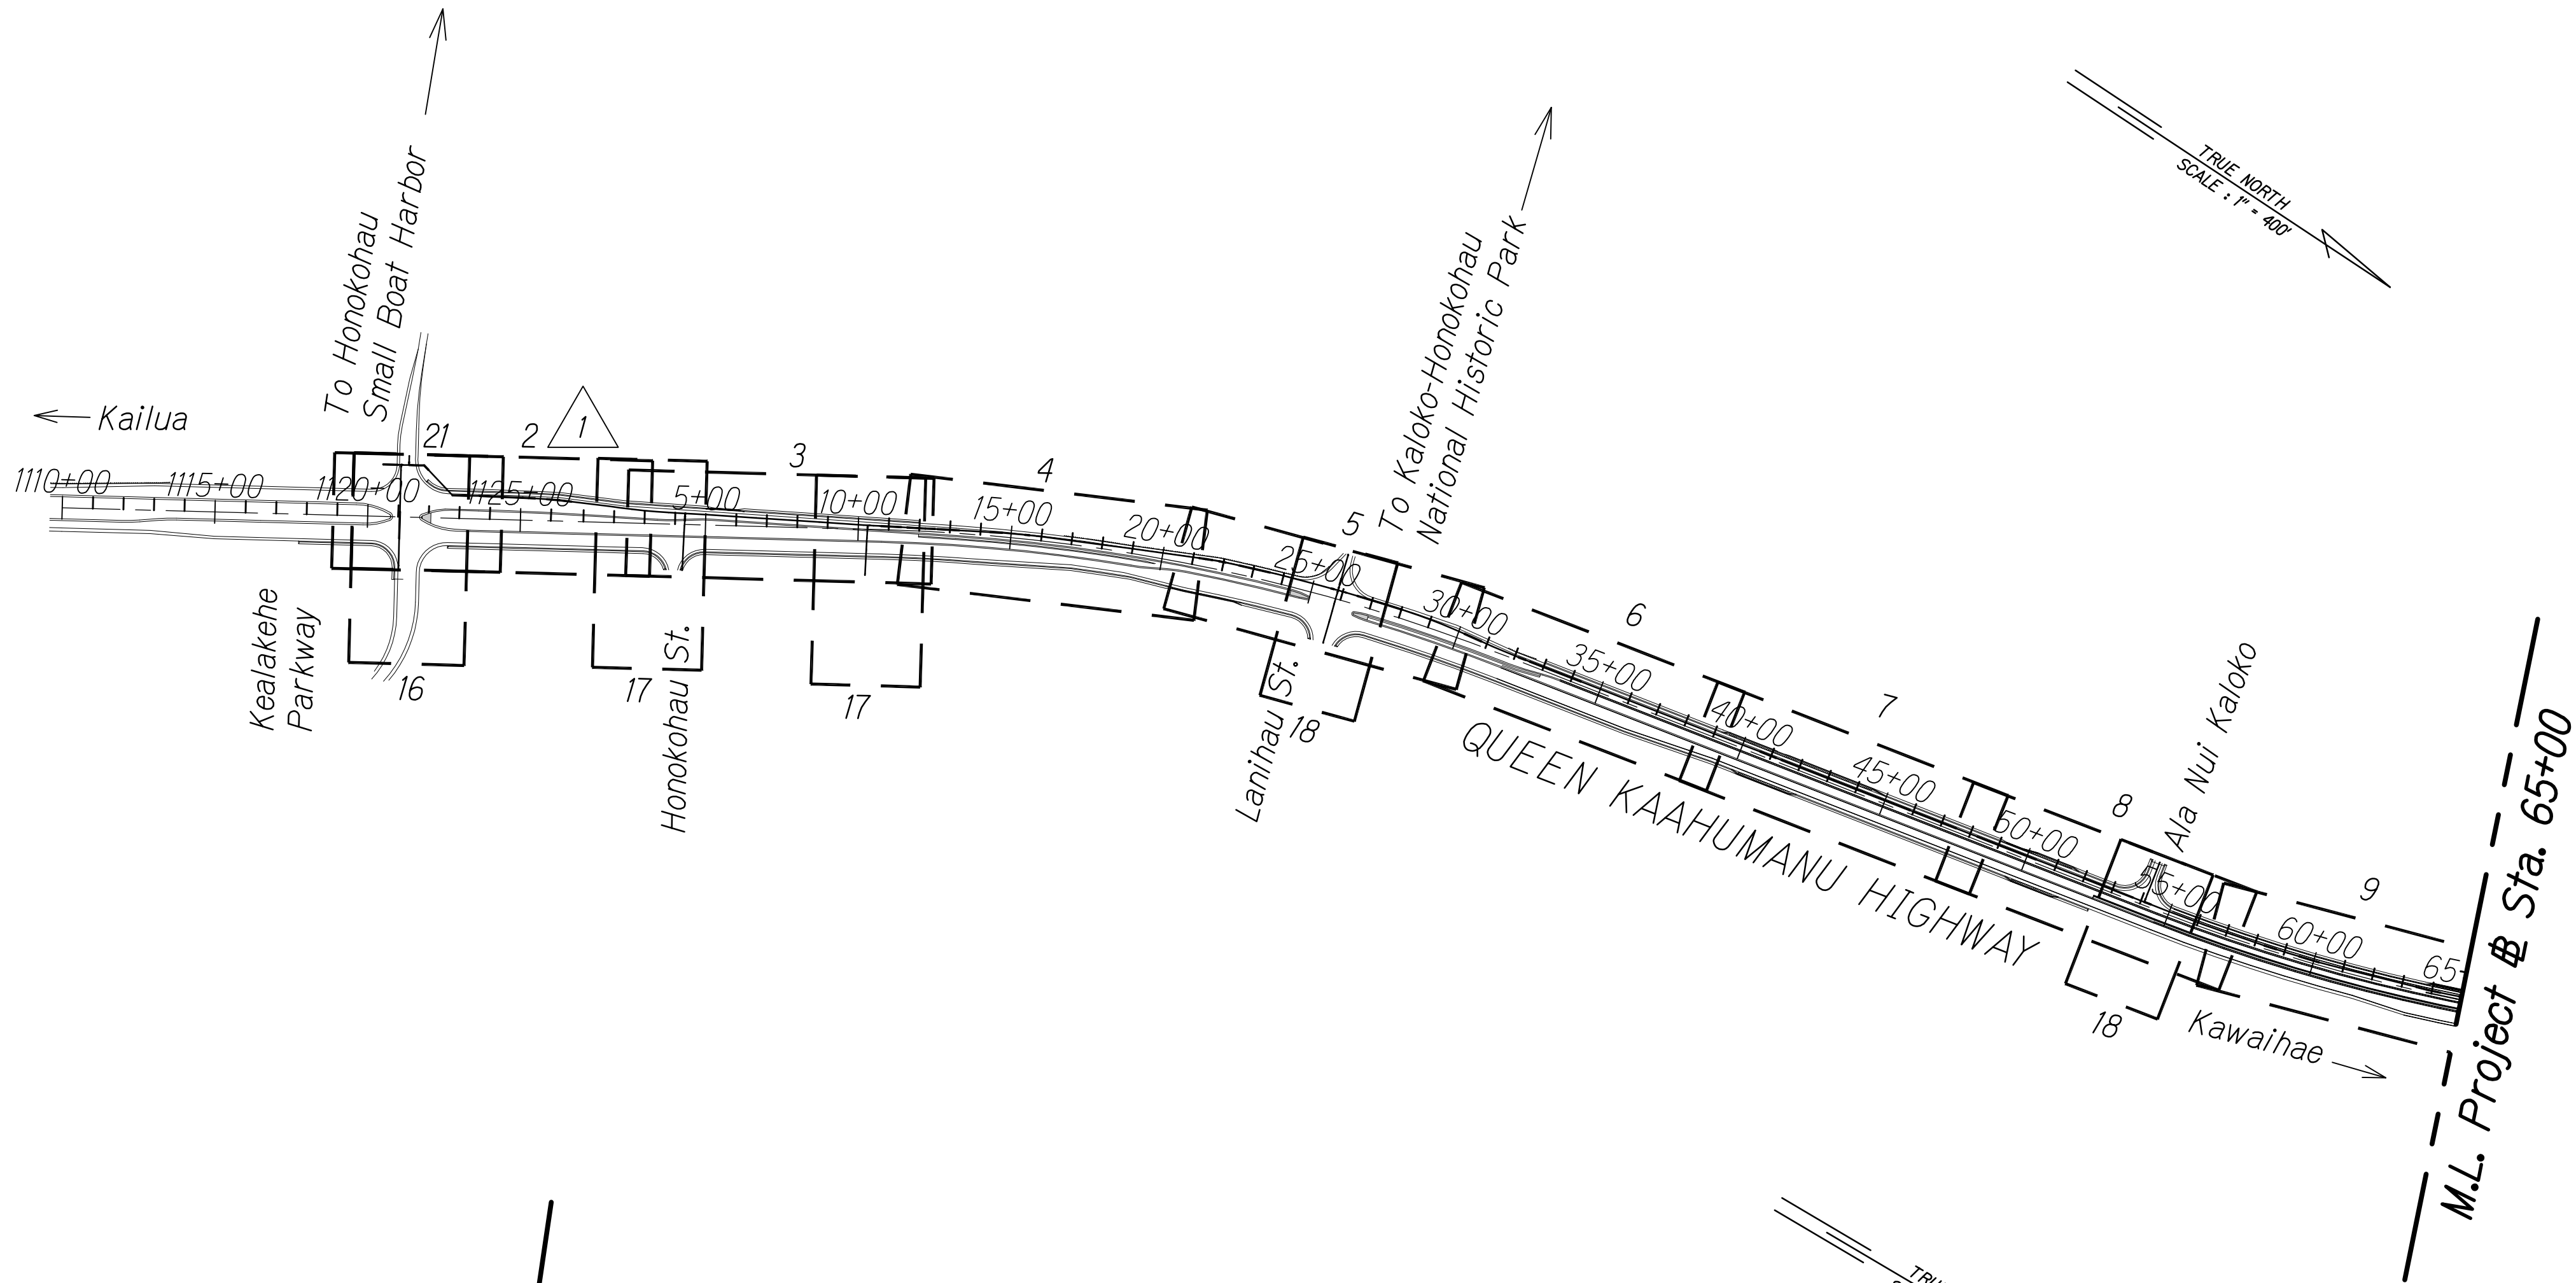 To Honokohau
Small Boat Harbor
To Kaloko-Honokohau
National Historic Park
TRUE NORTH
SCALE : 1" = 400'
Kailua
21
2
1
3
4
5
6
7
8
9
1110+00
1115+00
1120+00
1125+00
5+00
10+00
15+00
20+00
25+00
30+00
35+00
40+00
45+00
50+00
55+00
60+00
65+
Kealakehe
Parkway
16
17
Honokohau St.
17
Lanihau St.
18
QUEEN KAAHUMANU HIGHWAY
Ala Nui Kaloko
18
Kawaihae
M.L. Project BL Sta. 65+00